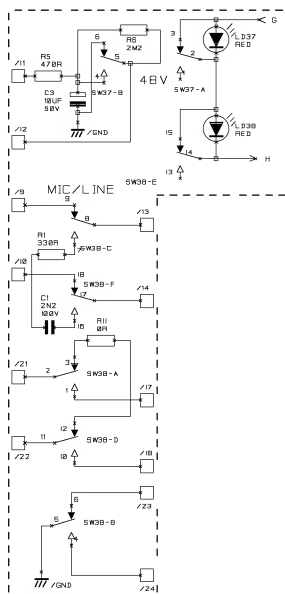 G
R6
2M2
3
LD37
RED
6
R5
470R
5
/11
48V
2
4
C3
10UF
50V
SW37-B
SW37-A
/GND
LD38
RED
15
/12
14
H
13
SW38-E
MIC/LINE
/9
9
8
/13
R1
330R
SW38-C
/10
18
SW38-F
17
/14
C1
2N2
100V
16
R11
0R
/21
3
2
SW38-A
1
/17
12
11
SW38-D
/22
10
/18
6
/23
5
SW38-B
4
/GND
/24